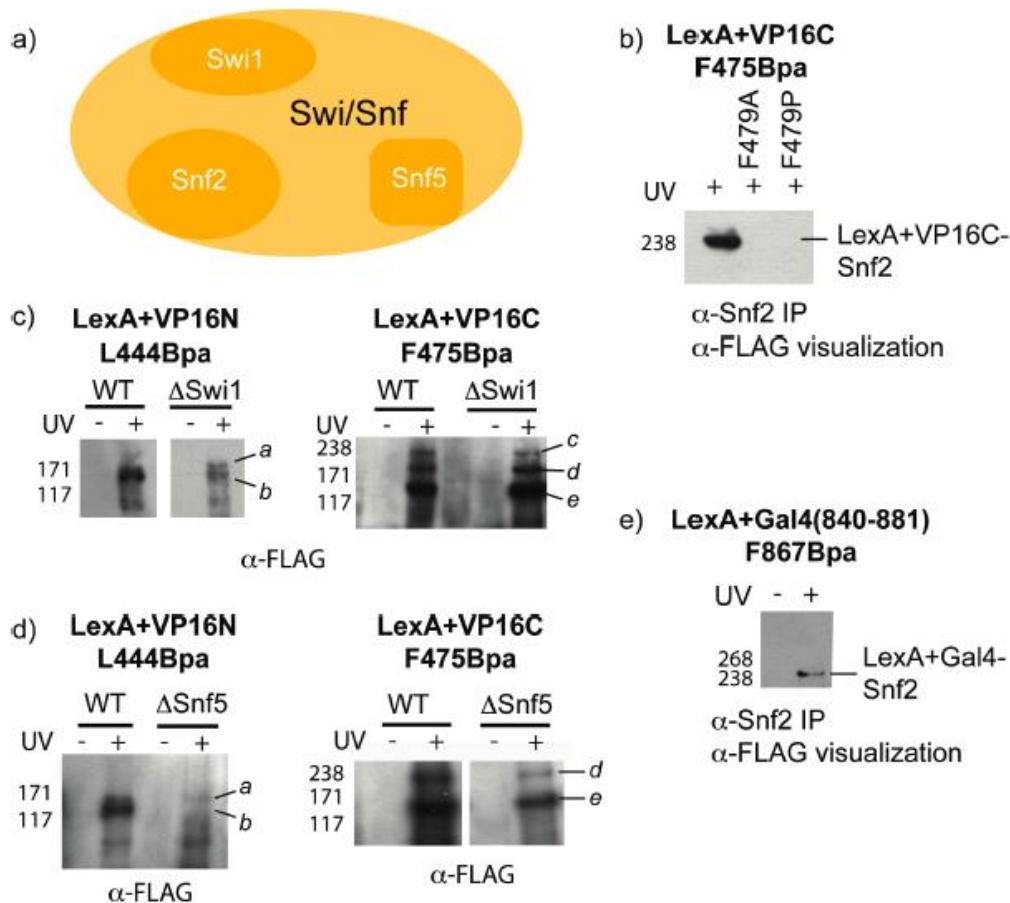 a)
Swi1
Swi/Snf
Snf2
Snf5
b)
LexA+VP16C
F475Bpa
F479A
F479P
UV + + +
238
LexA+VP16C-
Snf2
α-Snf2 IP
α-FLAG visualization
c)
LexA+VP16N
L444Bpa
WT ΔSwi1
UV - + - +
171
117
a
b
LexA+VP16C
F475Bpa
WT ΔSwi1
UV - + - +
238
171
117
c
d
e
α-FLAG
d)
LexA+VP16N
L444Bpa
WT ΔSnf5
UV - + - +
171
117
a
b
α-FLAG
LexA+VP16C
F475Bpa
WT ΔSnf5
UV - + - +
238
171
117
d
e
α-FLAG
e)
LexA+Gal4(840-881)
F867Bpa
UV - +
268
238
LexA+Gal4-
Snf2
α-Snf2 IP
α-FLAG visualization